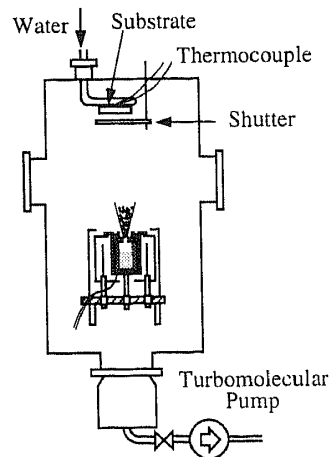 Substrate
Water
Thermocouple
Shutter
Turbomolecular
Pump